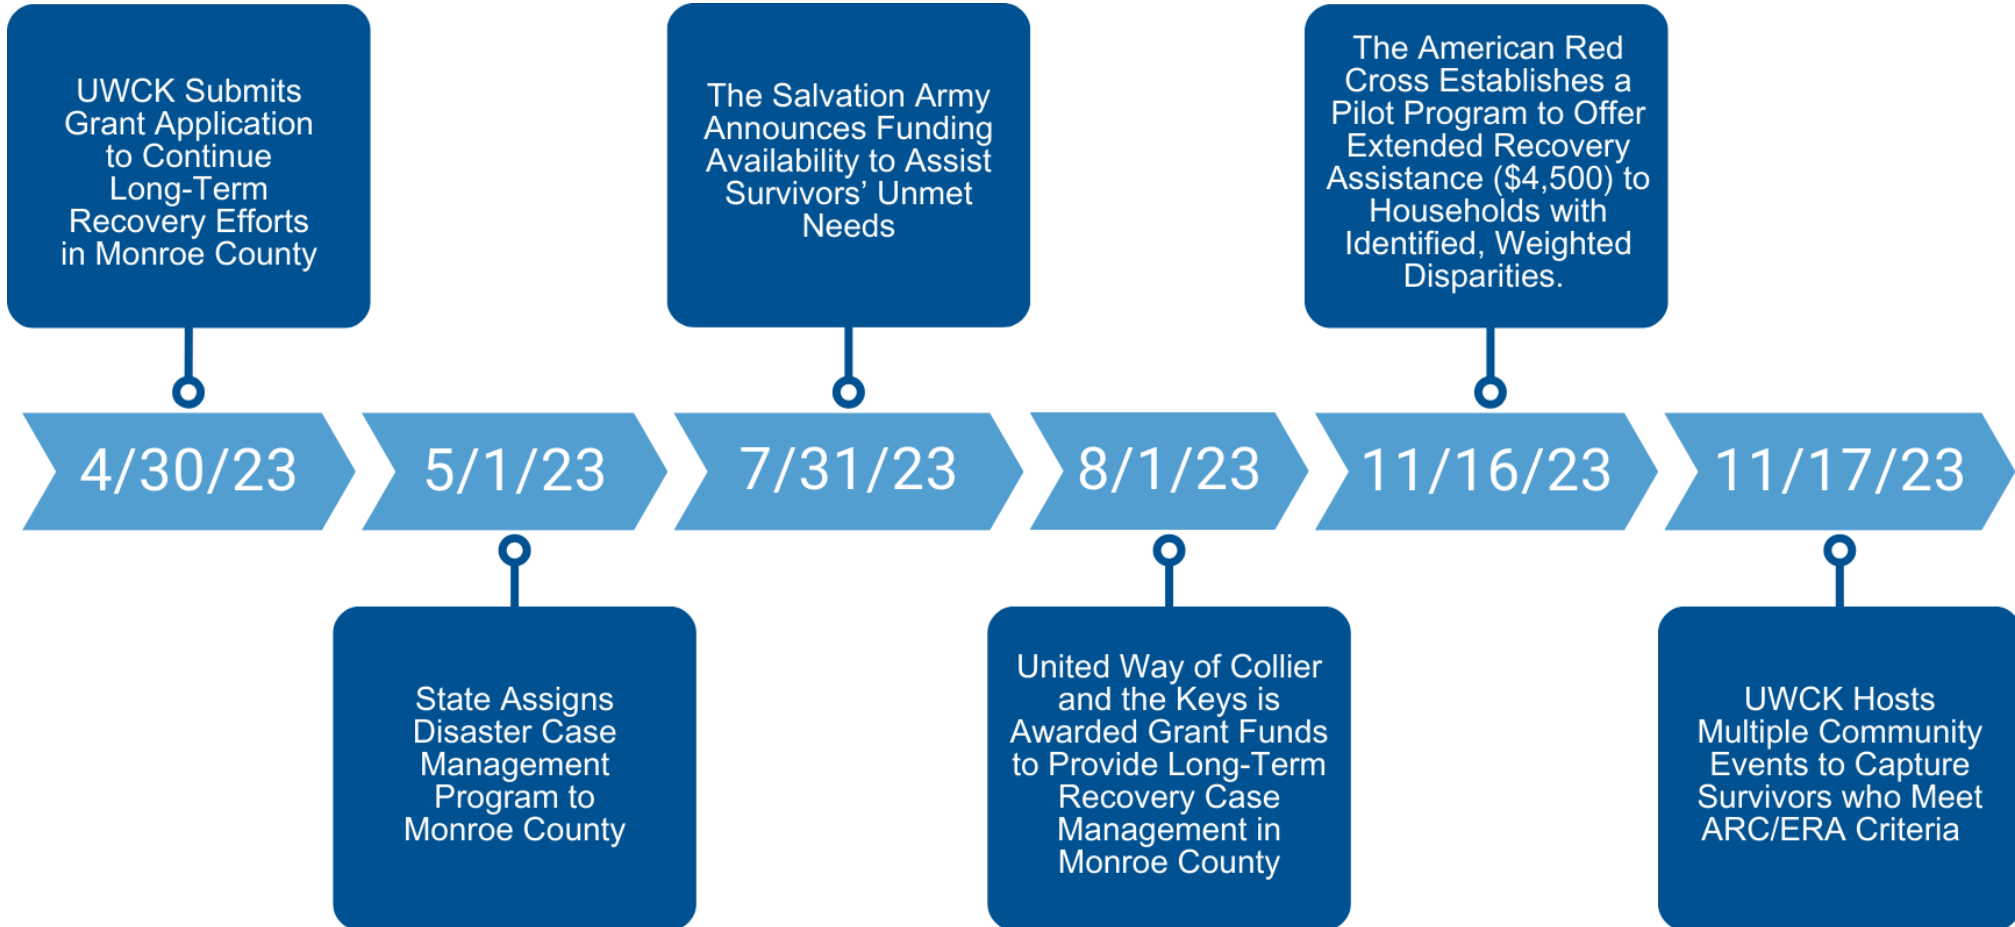 UWCK Submits
Grant Application
to Continue
Long-Term
Recovery Efforts
in Monroe County
The Salvation Army
Announces Funding
Availability to Assist
Survivors’ Unmet
Needs
The American Red
Cross Establishes a
Pilot Program to Offer
Extended Recovery
Assistance ($4,500) to
Households with
Identified, Weighted
Disparities.
4/30/23
5/1/23
7/31/23
8/1/23
11/16/23
11/17/23
State Assigns
Disaster Case
Management
Program to
Monroe County
United Way of Collier
and the Keys is
Awarded Grant Funds
to Provide Long-Term
Recovery Case
Management in
Monroe County
UWCK Hosts
Multiple Community
Events to Capture
Survivors who Meet
ARC/ERA Criteria